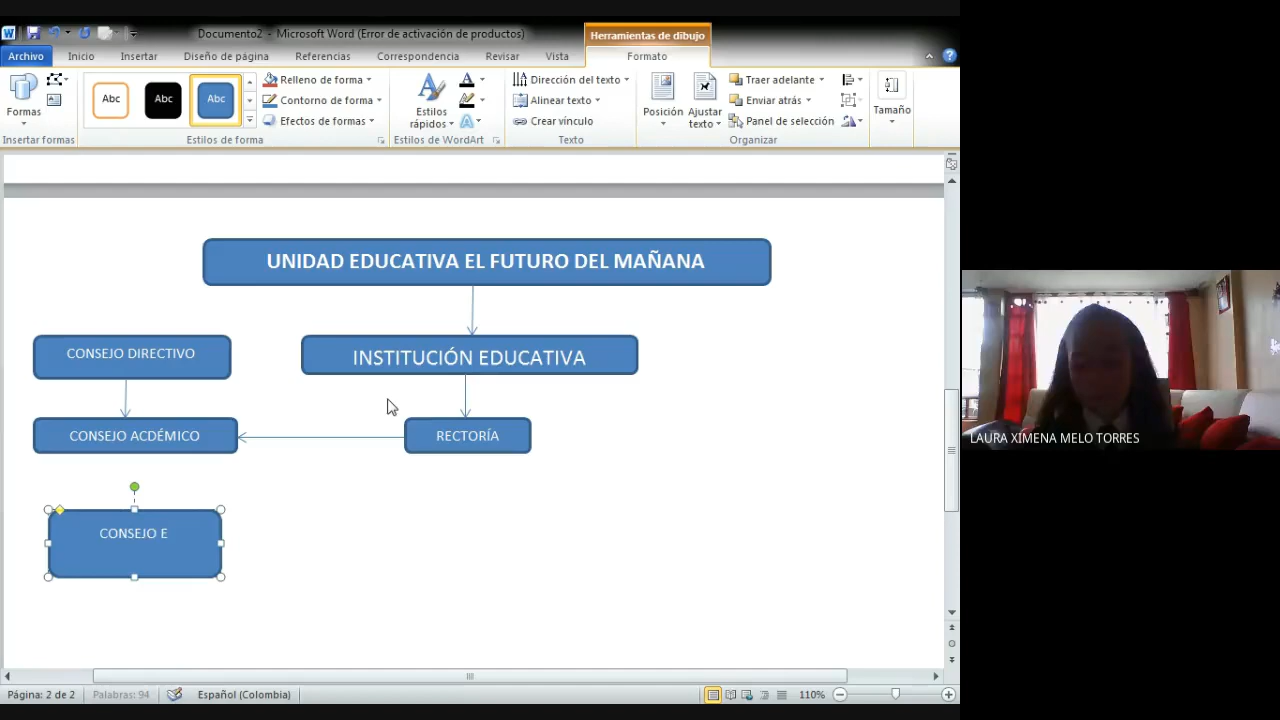 Documento2 - Microsoft Word (Error de activación de productos)
Herramientas de dibujo
Archivo Inicio Insertar Diseño de página Referencias Correspondencia Revisar Vista Formato
Formas
Abc Abc Abc
Relleno de forma
Contorno de forma
Efectos de formas
Estilos rápidos
Dirección del texto
Alinear texto
Crear vínculo
Posición
Ajustar texto
Traer adelante
Enviar atrás
Panel de selección
Tamaño
Insertar formas Estilos de forma Estilos de WordArt Texto Organizar
UNIDAD EDUCATIVA EL FUTURO DEL MAÑANA
CONSEJO DIRECTIVO
INSTITUCIÓN EDUCATIVA
CONSEJO ACDÉMICO
RECTORÍA
CONSEJO E
LAURA XIMENA MELO TORRES
Página: 2 de 2 Palabras: 94 Español (Colombia) 110%